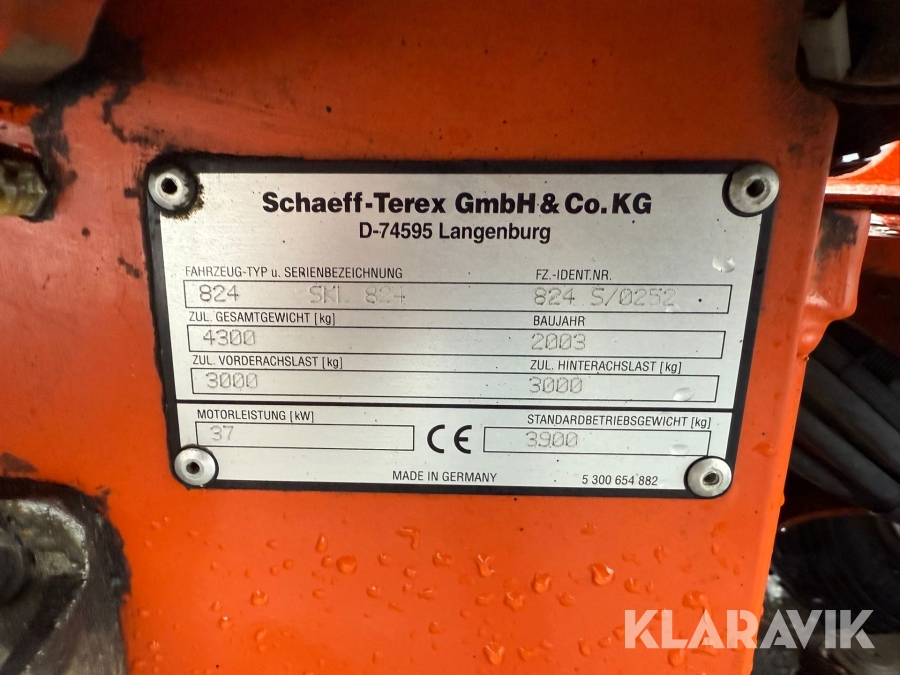 Schaeff-Terex GmbH & Co. KG
D-74595 Langenburg
FAHRZEUG-TYP u. SERIENBEZEICHNUNG FZ.-IDENT.NR.
824 SKL 824 824 S/0252
ZUL. GESAMTGEWICHT [kg] BAUJAHR
4300 2003
ZUL. VORDERACHSLAST [kg] ZUL. HINTERACHSLAST [kg]
3000 3000
MOTORLEISTUNG [kW] STANDARDBETRIEBSGEWICHT [kg]
37 CE 3900
MADE IN GERMANY 5 300 654 882
KLARAVIK